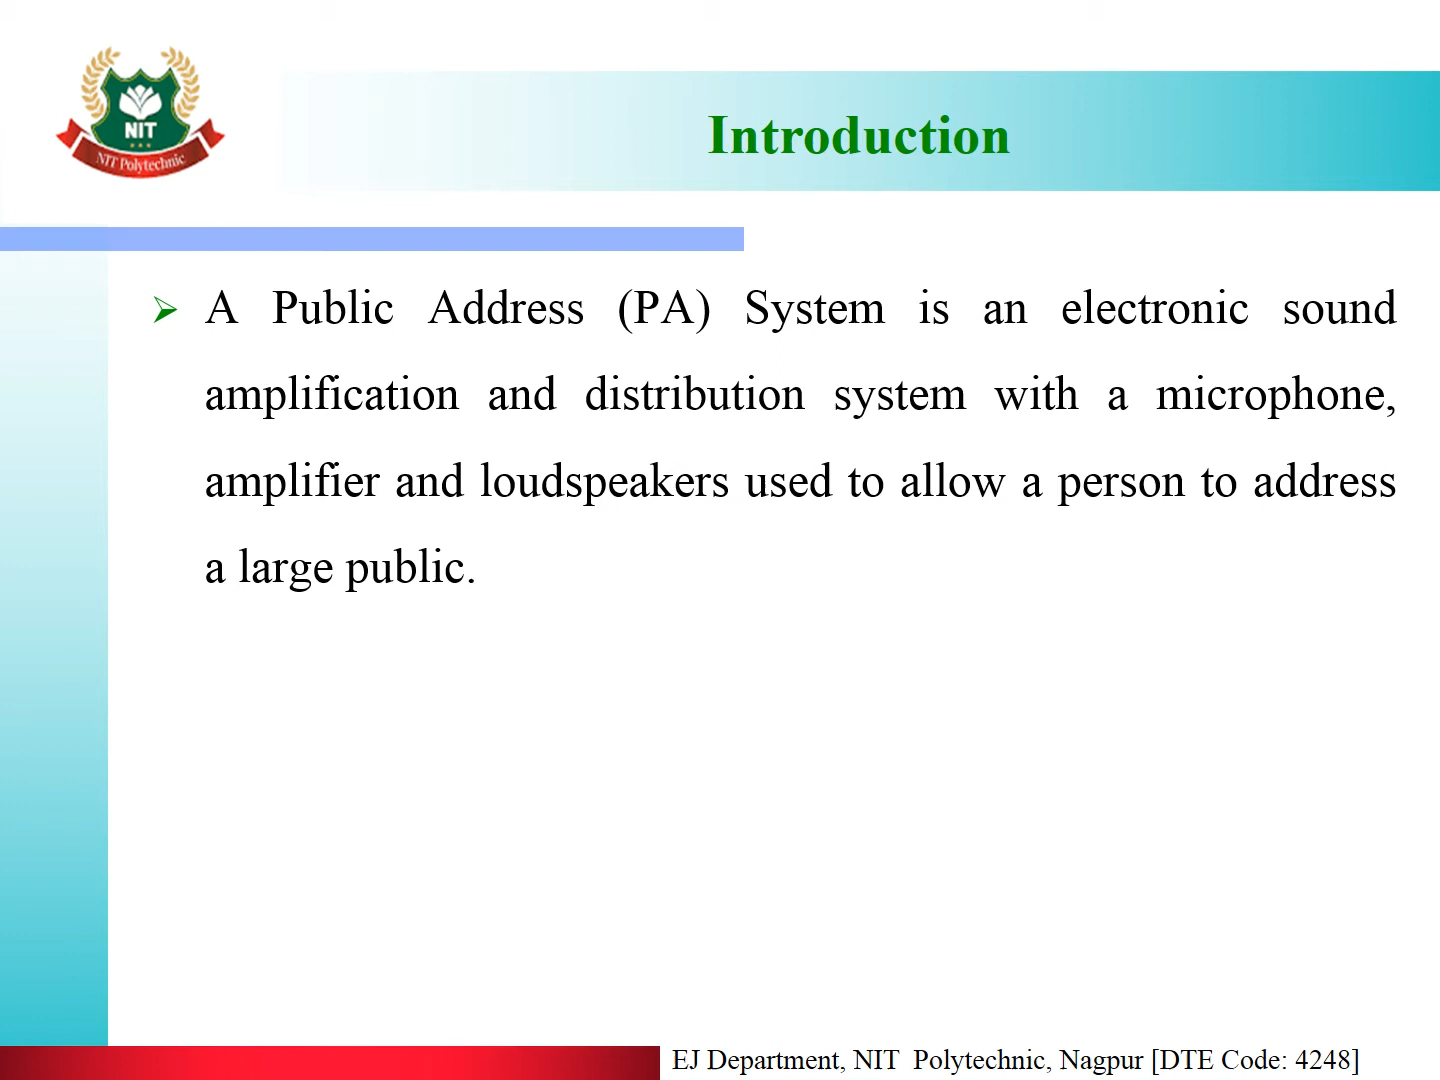 NIT
NIT Polytechnic
Introduction
A Public Address (PA) System is an electronic sound
amplification and distribution system with a microphone,
amplifier and loudspeakers used to allow a person to address
a large public.
EJ Department, NIT Polytechnic, Nagpur [DTE Code: 4248]